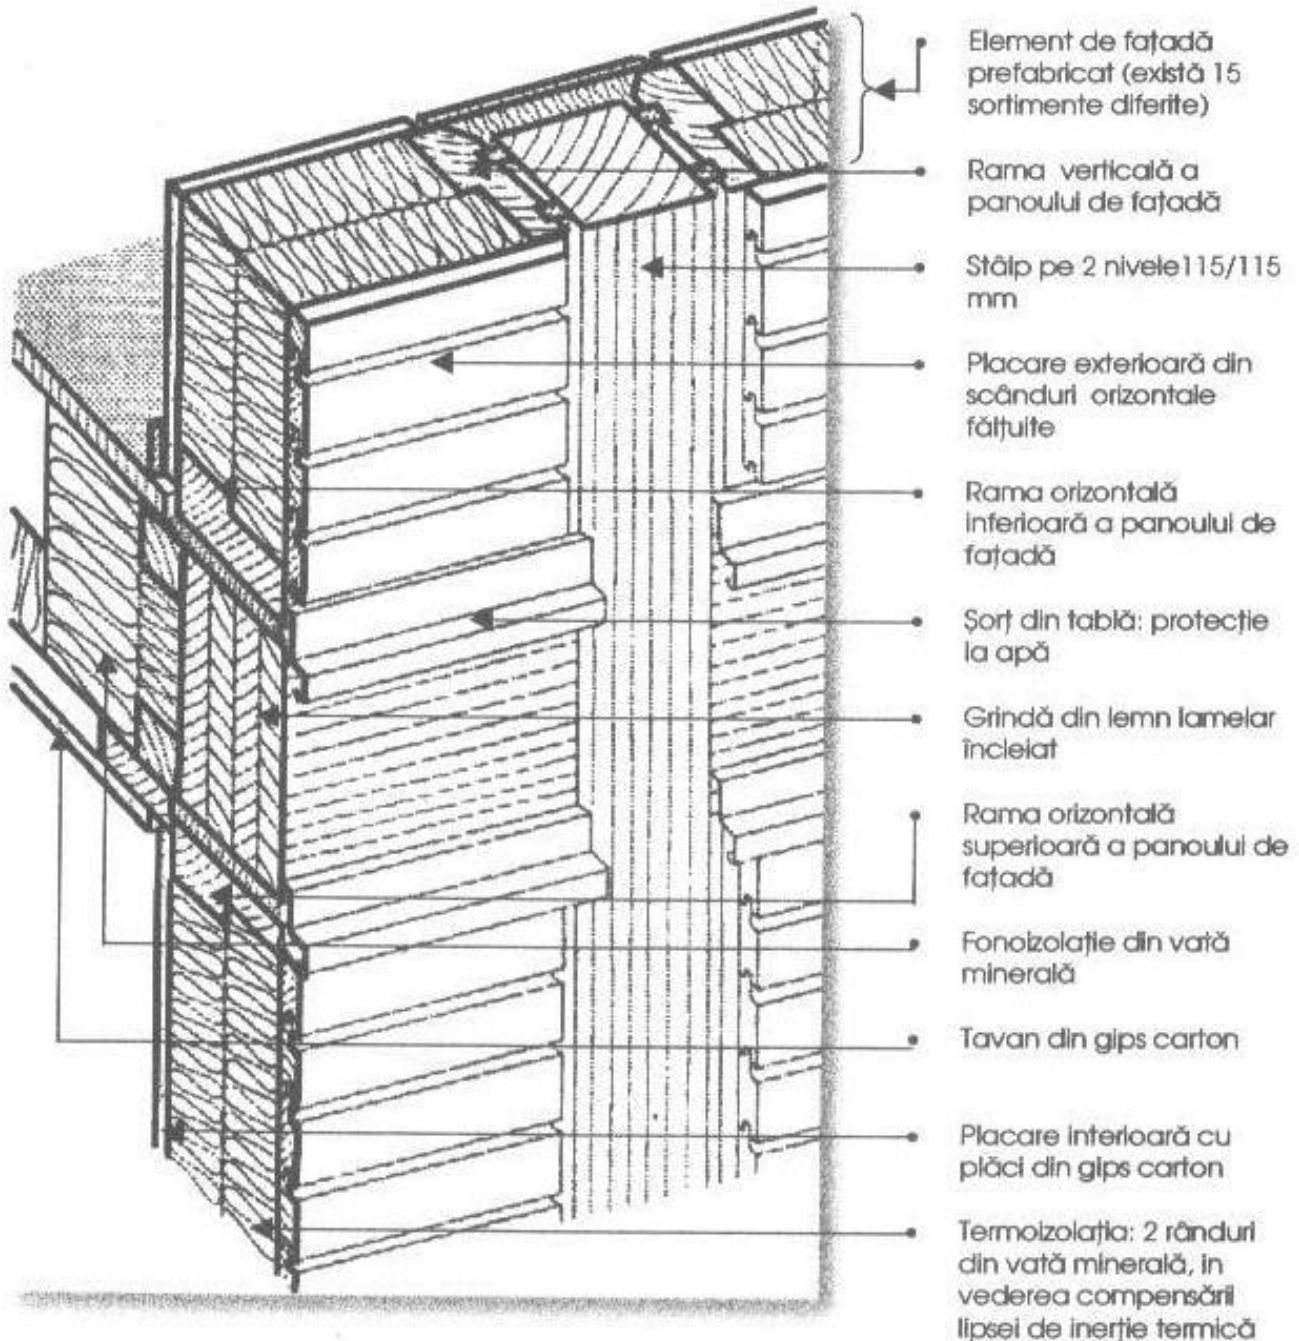 Element de fațadă
prefabricat (există 15
sortimente diferite)
Rama verticală a
panoului de fațadă
Stâlp pe 2 nivele115/115
mm
Placare exterioară din
scânduri orizontale
fălțuite
Rama orizontală
inferioară a panoului de
fațadă
Șorț din tablă: protecție
la apă
Grindă din lemn lamelar
încleiat
Rama orizontală
superioară a panoului de
fațadă
Fonoizolație din vată
minerală
Tavan din gips carton
Placare interioară cu
plăci din gips carton
Termoizolația: 2 rânduri
din vată minerală, in
vederea compensării
lipsei de inerție termică